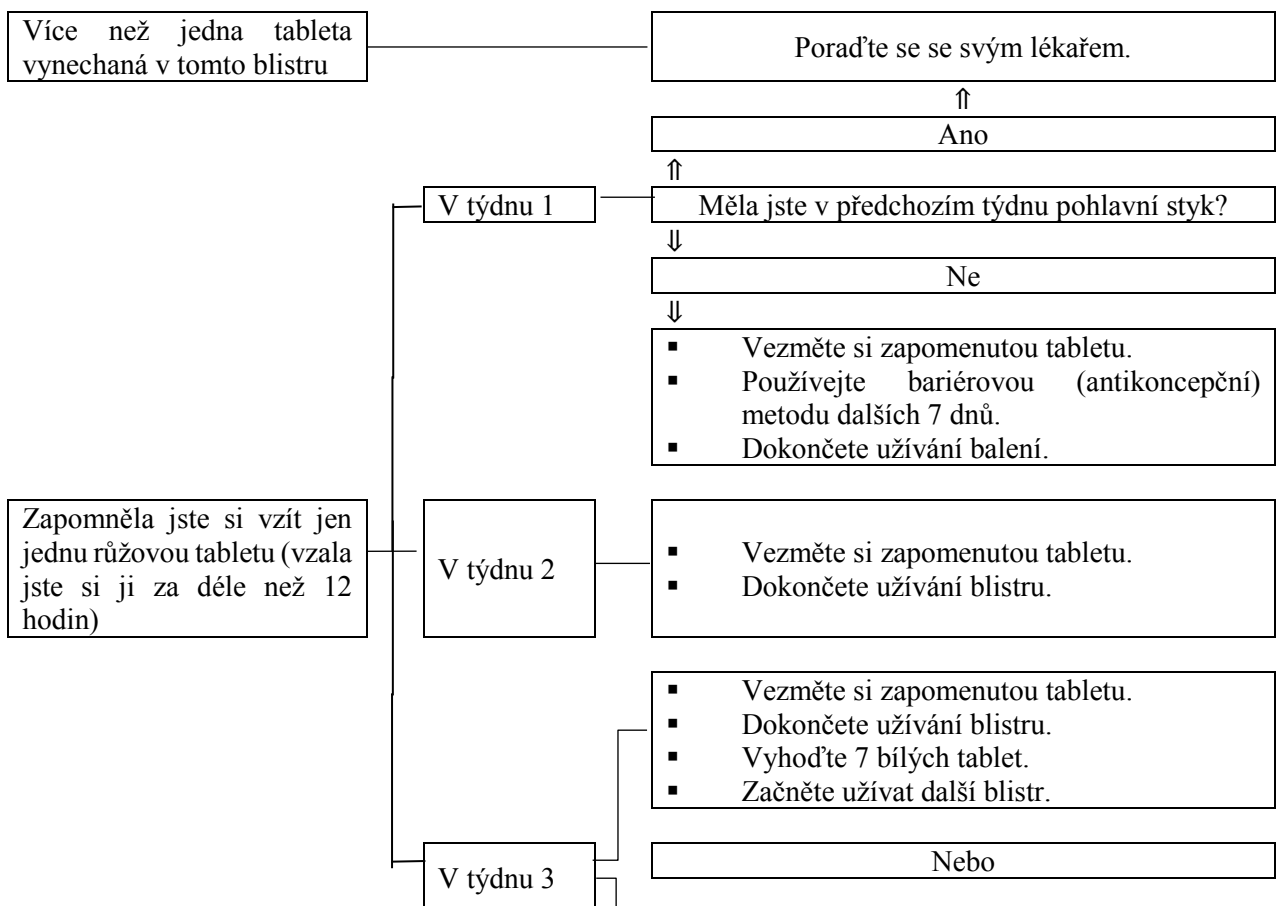 Více než jedna tableta
vynechaná v tomto blistru
Poraďte se se svým lékařem.
⇑
Ano
⇑
V týdnu 1
Měla jste v předchozím týdnu pohlavní styk?
⇓
Ne
⇓
▪ Vezměte si zapomenutou tabletu.
▪ Používejte bariérovou (antikoncepční)
metodu dalších 7 dnů.
▪ Dokončete užívání balení.
Zapomněla jste si vzít jen
jednu růžovou tabletu (vzala
jste si ji za déle než 12
hodin)
V týdnu 2
▪ Vezměte si zapomenutou tabletu.
▪ Dokončete užívání blistru.
▪ Vezměte si zapomenutou tabletu.
▪ Dokončete užívání blistru.
▪ Vyhoďte 7 bílých tablet.
▪ Začněte užívat další blistr.
V týdnu 3
Nebo